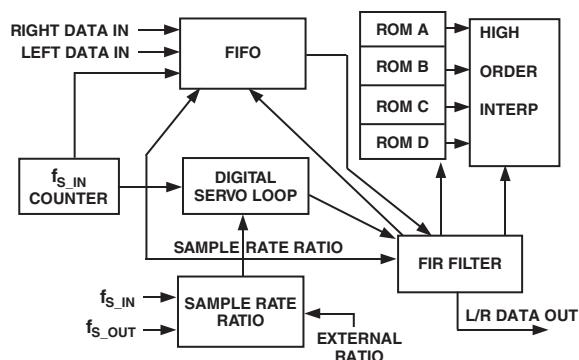 RIGHT DATA IN
LEFT DATA IN
FIFO
ROM A
ROM B
ROM C
ROM D
HIGH
ORDER
INTERP
fS_IN
COUNTER
DIGITAL
SERVO LOOP
SAMPLE RATE RATIO
FIR FILTER
fS_IN
fS_OUT
SAMPLE RATE
RATIO
EXTERNAL
RATIO
L/R DATA OUT